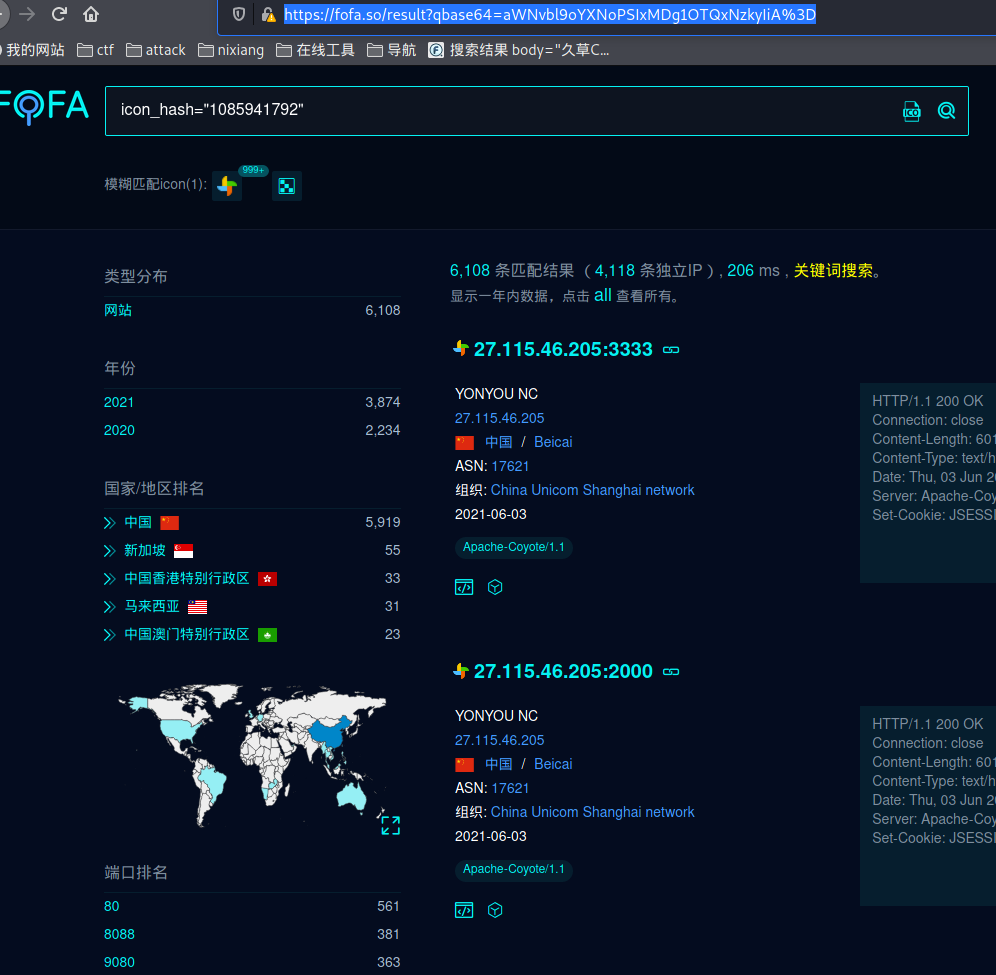 https://fofa.so/result?qbase64=aWNvbl9oYXNoPSIxMDg1OTQxNzkyIiA%3D
我的网站 ctf attack nixiang 在线工具 导航 搜索结果 body="久草C...
FOFA
icon_hash="1085941792"
ICO
模糊匹配icon(1): 999+
类型分布
网站 6,108
年份
2021 3,874
2020 2,234
国家/地区排名
中国 5,919
新加坡 55
中国香港特别行政区 33
马来西亚 31
中国澳门特别行政区 23
端口排名
80 561
8088 381
9080 363
6,108 条匹配结果 ( 4,118 条独立IP ) , 206 ms , 关键词搜索。
显示一年内数据，点击 all 查看所有。
27.115.46.205:3333
YONYOU NC
27.115.46.205
中国 / Beicai
ASN: 17621
组织: China Unicom Shanghai network
2021-06-03
Apache-Coyote/1.1
HTTP/1.1 200 OK
Connection: close
Content-Length: 601
Content-Type: text/h
Date: Thu, 03 Jun 20
Server: Apache-Coy
Set-Cookie: JSESSI
27.115.46.205:2000
YONYOU NC
27.115.46.205
中国 / Beicai
ASN: 17621
组织: China Unicom Shanghai network
2021-06-03
Apache-Coyote/1.1
HTTP/1.1 200 OK
Connection: close
Content-Length: 601
Content-Type: text/h
Date: Thu, 03 Jun 20
Server: Apache-Coy
Set-Cookie: JSESSI